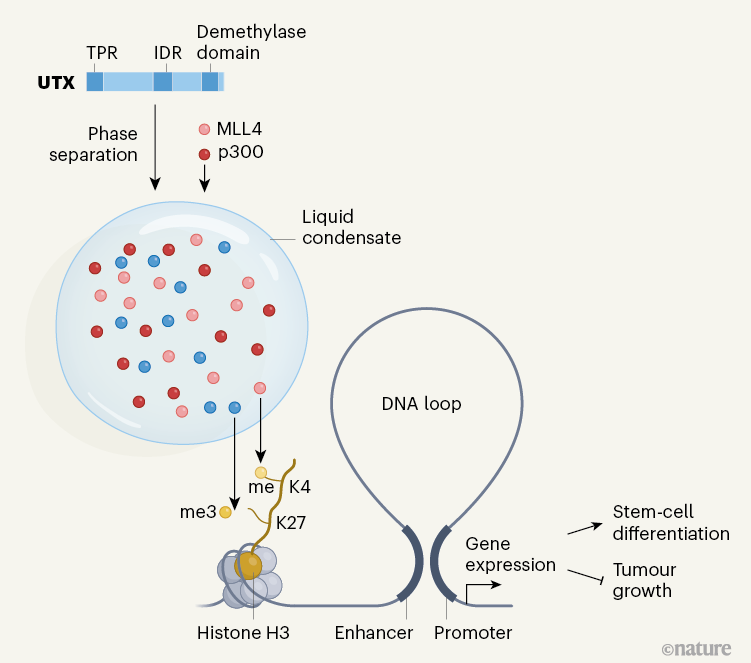 Demethylase
TPR
IDR
domain
UTX
Phase
separation
MLL4
p300
Liquid
condensate
DNA loop
me
K4
me3
K27
Gene
expression
Stem-cell
differentiation
Tumour
growth
Histone H3
Enhancer
Promoter
©nature